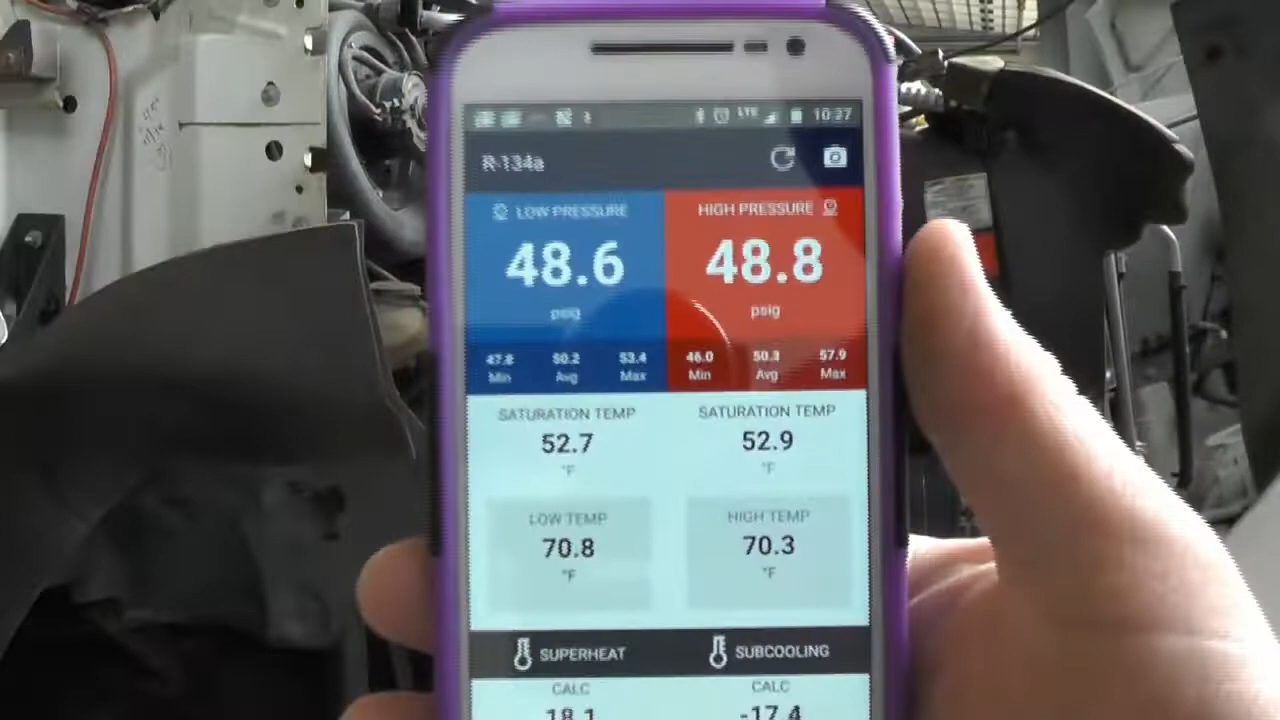 LTE 10:37
R-134a
LOW PRESSURE HIGH PRESSURE
48.6 48.8
psig psig
47.8 50.2 53.4 46.0 50.3 57.9
Min Avg Max Min Avg Max
SATURATION TEMP SATURATION TEMP
52.7 52.9
°F °F
LOW TEMP HIGH TEMP
70.8 70.3
°F °F
SUPERHEAT SUBCOOLING
CALC CALC
18.1 -17.4